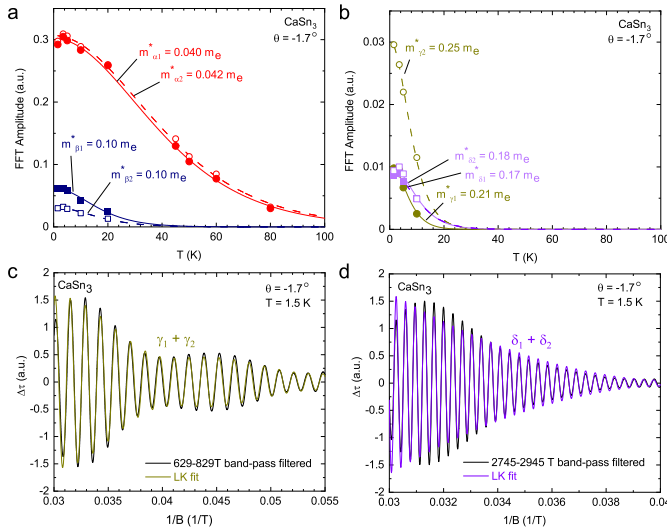 a
CaSn3
θ = -1.7°
m*α1 = 0.040 me
m*α2 = 0.042 me
m*β1 = 0.10 me
m*β2 = 0.10 me
FFT Amplitude (a.u.)
0.3
0.2
0.1
0
0 20 40 60 80 100
T (K)
b
CaSn3
θ = -1.7°
m*γ2 = 0.25 me
m*δ2 = 0.18 me
m*δ1 = 0.17 me
m*γ1 = 0.21 me
FFT Amplitude (a.u.)
0.03
0.02
0.010
0
0 20 40 60 80 100
T (K)
c
CaSn3
θ = -1.7°
T = 1.5 K
γ1 + γ2
Δτ (a.u.)
1.5
1
0.5
0
-0.5
-1
-1.5
-2
629-829T band-pass filtered
LK fit
0.03 0.035 0.04 0.045 0.05 0.055
1/B (1/T)
d
CaSn3
θ = -1.7°
T = 1.5 K
δ1 + δ2
Δτ (a.u.)
2
1.5
1
0.5
0
-0.5
-1
-1.5
-2
2745-2945 T band-pass filtered
LK fit
0.03 0.032 0.034 0.036 0.038 0.04
1/B (1/T)